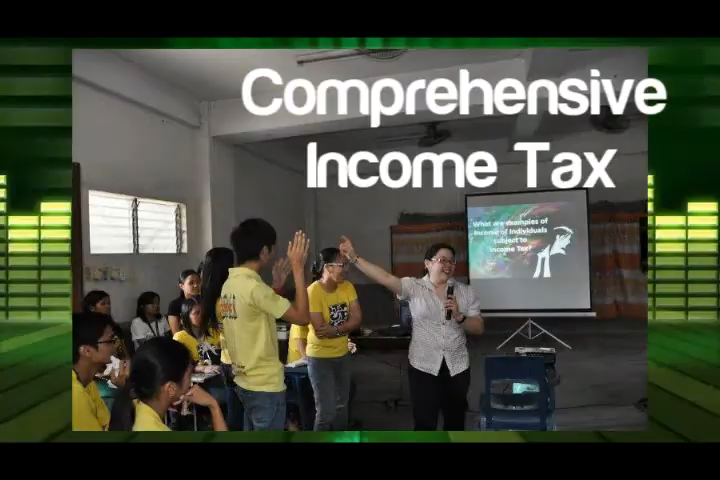 Comprehensive
Income Tax
What are examples of
Income of Individuals
subject to
Income Tax?